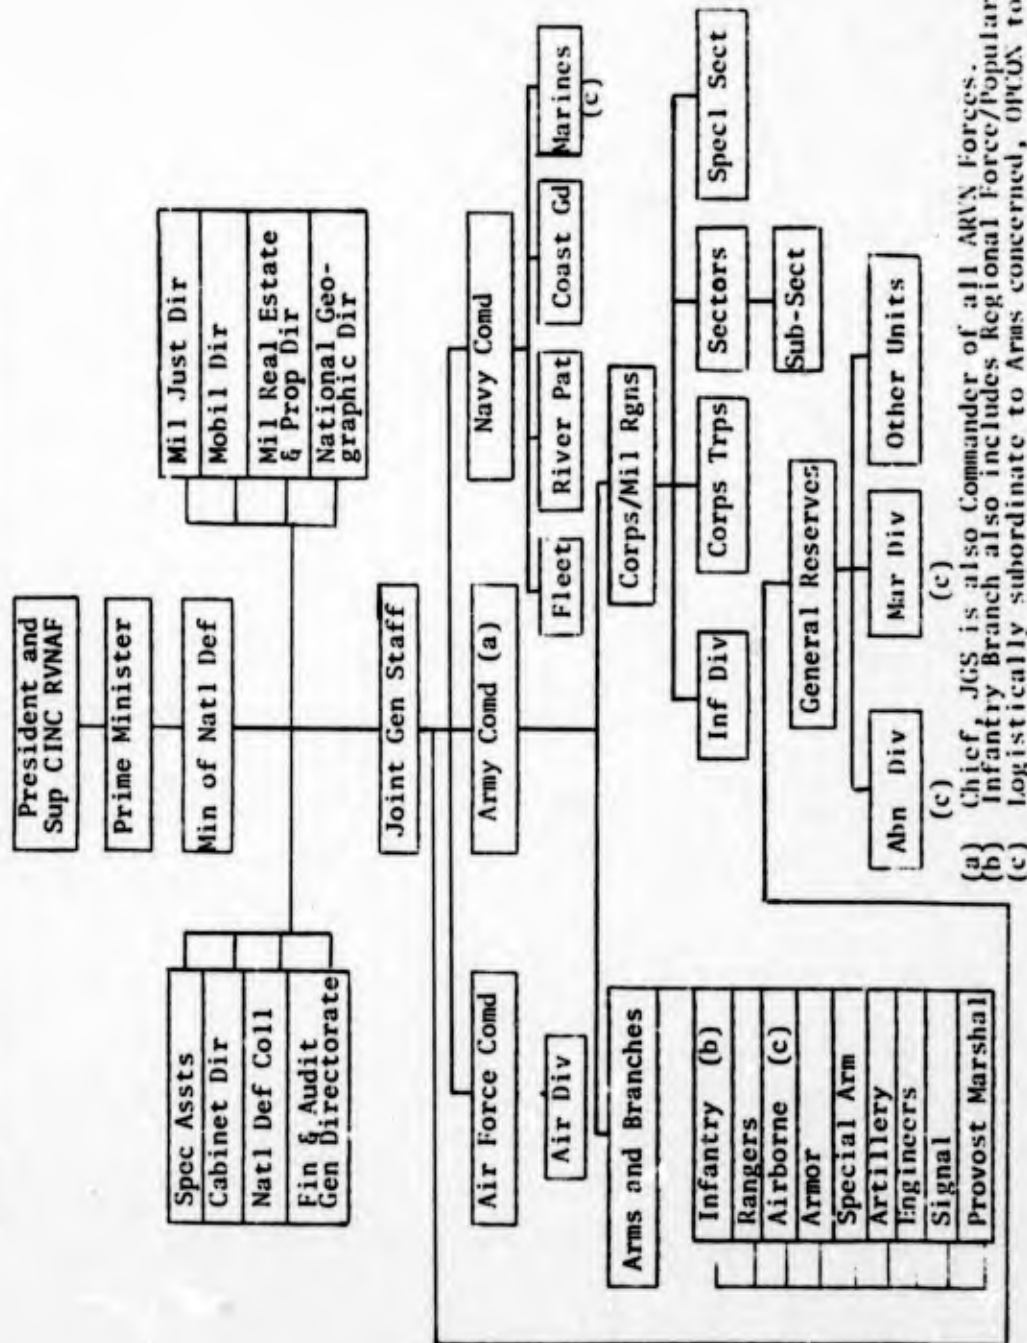 President and
Sup CINC RVNAF
Prime Minister
Min of Natl Def
Spec Assts
Cabinet Dir
Natl Def Coll
Fin & Audit
Gen Directorate
Mil Just Dir
Mobil Dir
Mil Real Estate
& Prop Dir
National Geo-
graphic Dir
Joint Gen Staff
Air Force Comd
Army Comd (a)
Navy Comd
Air Div
Fleet
River Pat
Coast Gd
Marines
(c)
Arms and Branches
Corps/Mil Rgns
Infantry (b)
Rangers
Airborne (c)
Armor
Special Arm
Artillery
Engineers
Signal
Provost Marshal
Inf Div
Corps Trps
Sectors
Specl Sect
Sub-Sect
General Reserves
Abn Div
(c)
Mar Div
(c)
Other Units
(a) Chief, JGS is also Commander of all ARVN Forces.
(b) Infantry Branch also includes Regional Force/Popular
(c) Logistically subordinate to Arms concerned, OPCON to